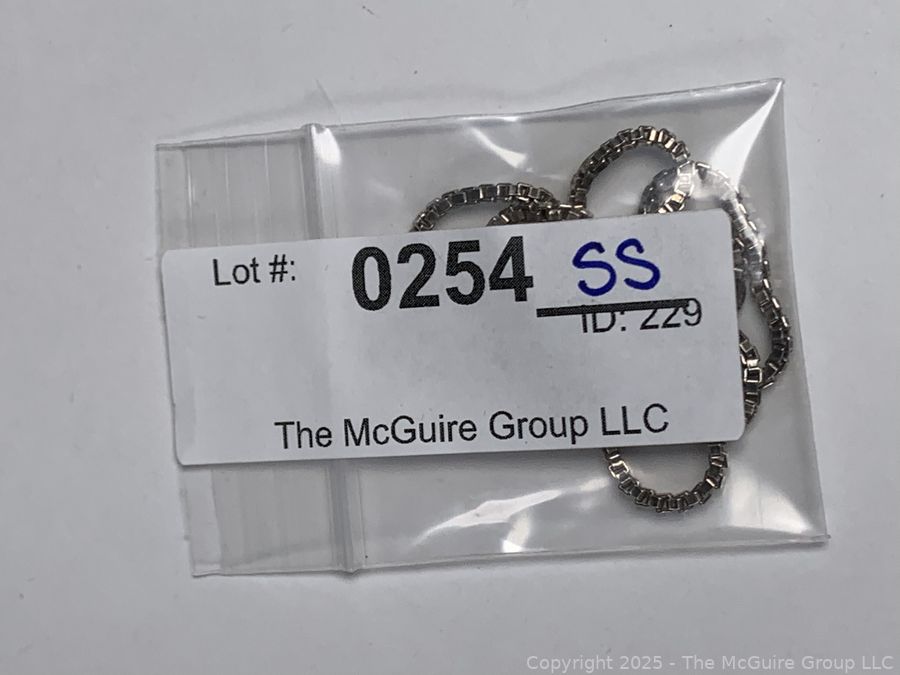 Lot #: 0254 SS
ID: 229
The McGuire Group LLC
Copyright 2025 - The McGuire Group LLC